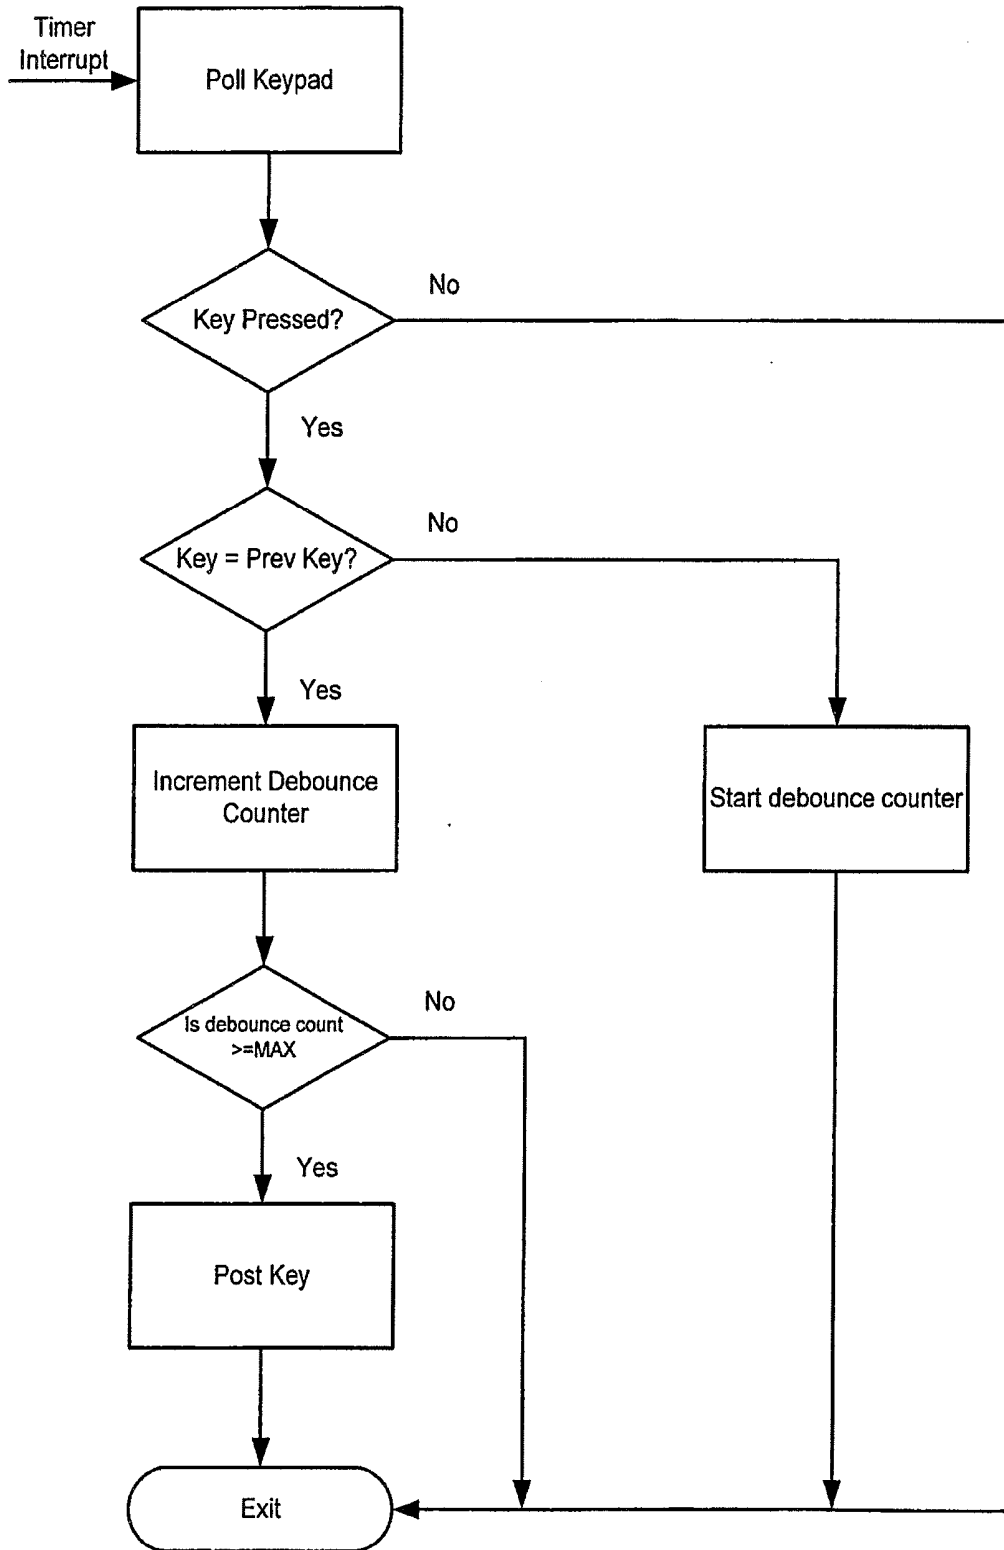 Timer
Interrupt
Poll Keypad
Key Pressed?
No
Yes
Key = Prev Key?
No
Yes
Increment Debounce
Counter
Start debounce counter
Is debounce count
>=MAX
No
Yes
Post Key
Exit